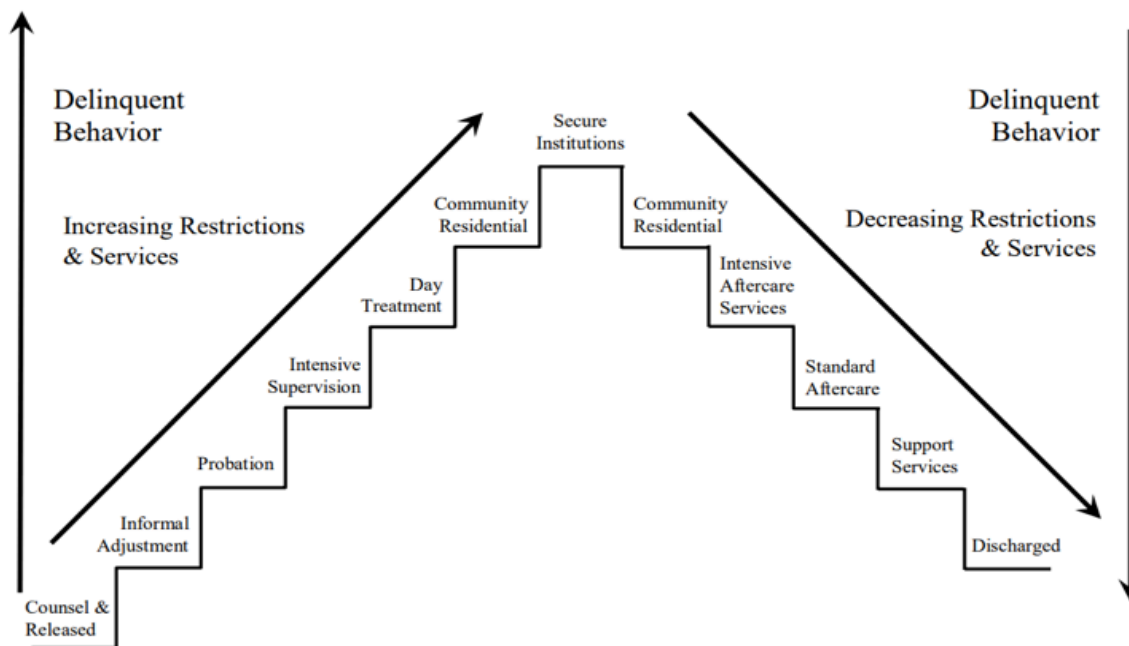 Delinquent
Behavior
Increasing Restrictions
& Services
Counsel &
Released
Informal
Adjustment
Probation
Intensive
Supervision
Day
Treatment
Community
Residential
Secure
Institutions
Community
Residential
Intensive
Aftercare
Services
Standard
Aftercare
Support
Services
Discharged
Delinquent
Behavior
Decreasing Restrictions
& Services